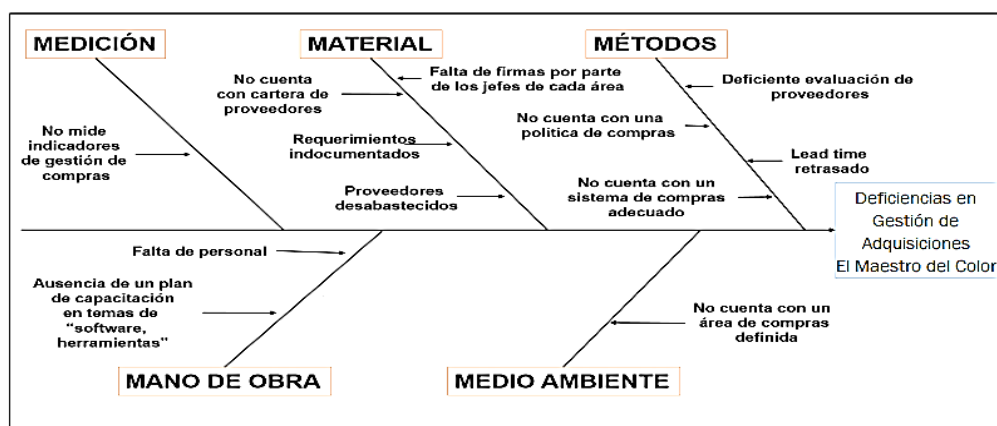 MEDICIÓN
MATERIAL
MÉTODOS
No cuenta
con cartera de
proveedores
Falta de firmas por parte
de los jefes de cada área
Deficiente evaluación de
proveedores
No mide
indicadores
de gestión de
compras
Requerimientos
indocumentados
No cuenta con una
politica de compras
Lead time
retrasado
Proveedores
desabastecidos
No cuenta con un
sistema de compras
adecuado
Deficiencias en
Gestión de
Adquisiciones
El Maestro del Color
Falta de personal
Ausencia de un plan
de capacitación
en temas de
“software,
herramientas”
No cuenta con un
área de compras
definida
MANO DE OBRA
MEDIO AMBIENTE